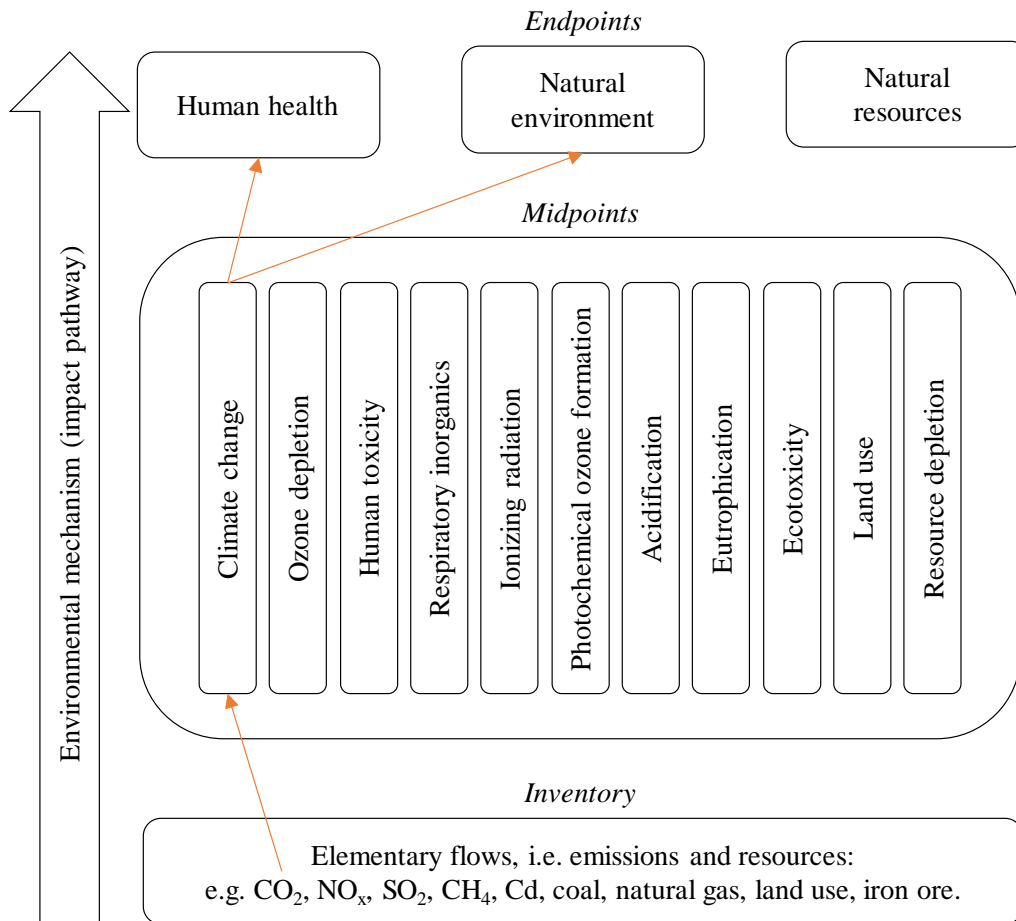 Endpoints
Human health
Natural
environment
Natural
resources
Midpoints
Environmental mechanism (impact pathway)
Climate change
Ozone depletion
Human toxicity
Respiratory inorganics
Ionizing radiation
Photochemical ozone formation
Acidification
Eutrophication
Ecotoxicity
Land use
Resource depletion
Inventory
Elementary flows, i.e. emissions and resources:
e.g. CO₂, NOₓ, SO₂, CH₄, Cd, coal, natural gas, land use, iron ore.